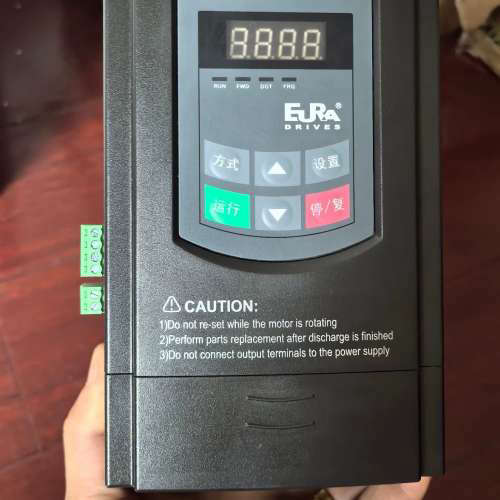 8.8.8.8.
RUN FWD DGT FRQ
EURA®
DRIVES
方式 设置
运行 停/复
⚠CAUTION:
1)Do not re-set while the motor is rotating
2)Perform parts replacement after discharge is finished
3)Do not connect output terminals to the power supply